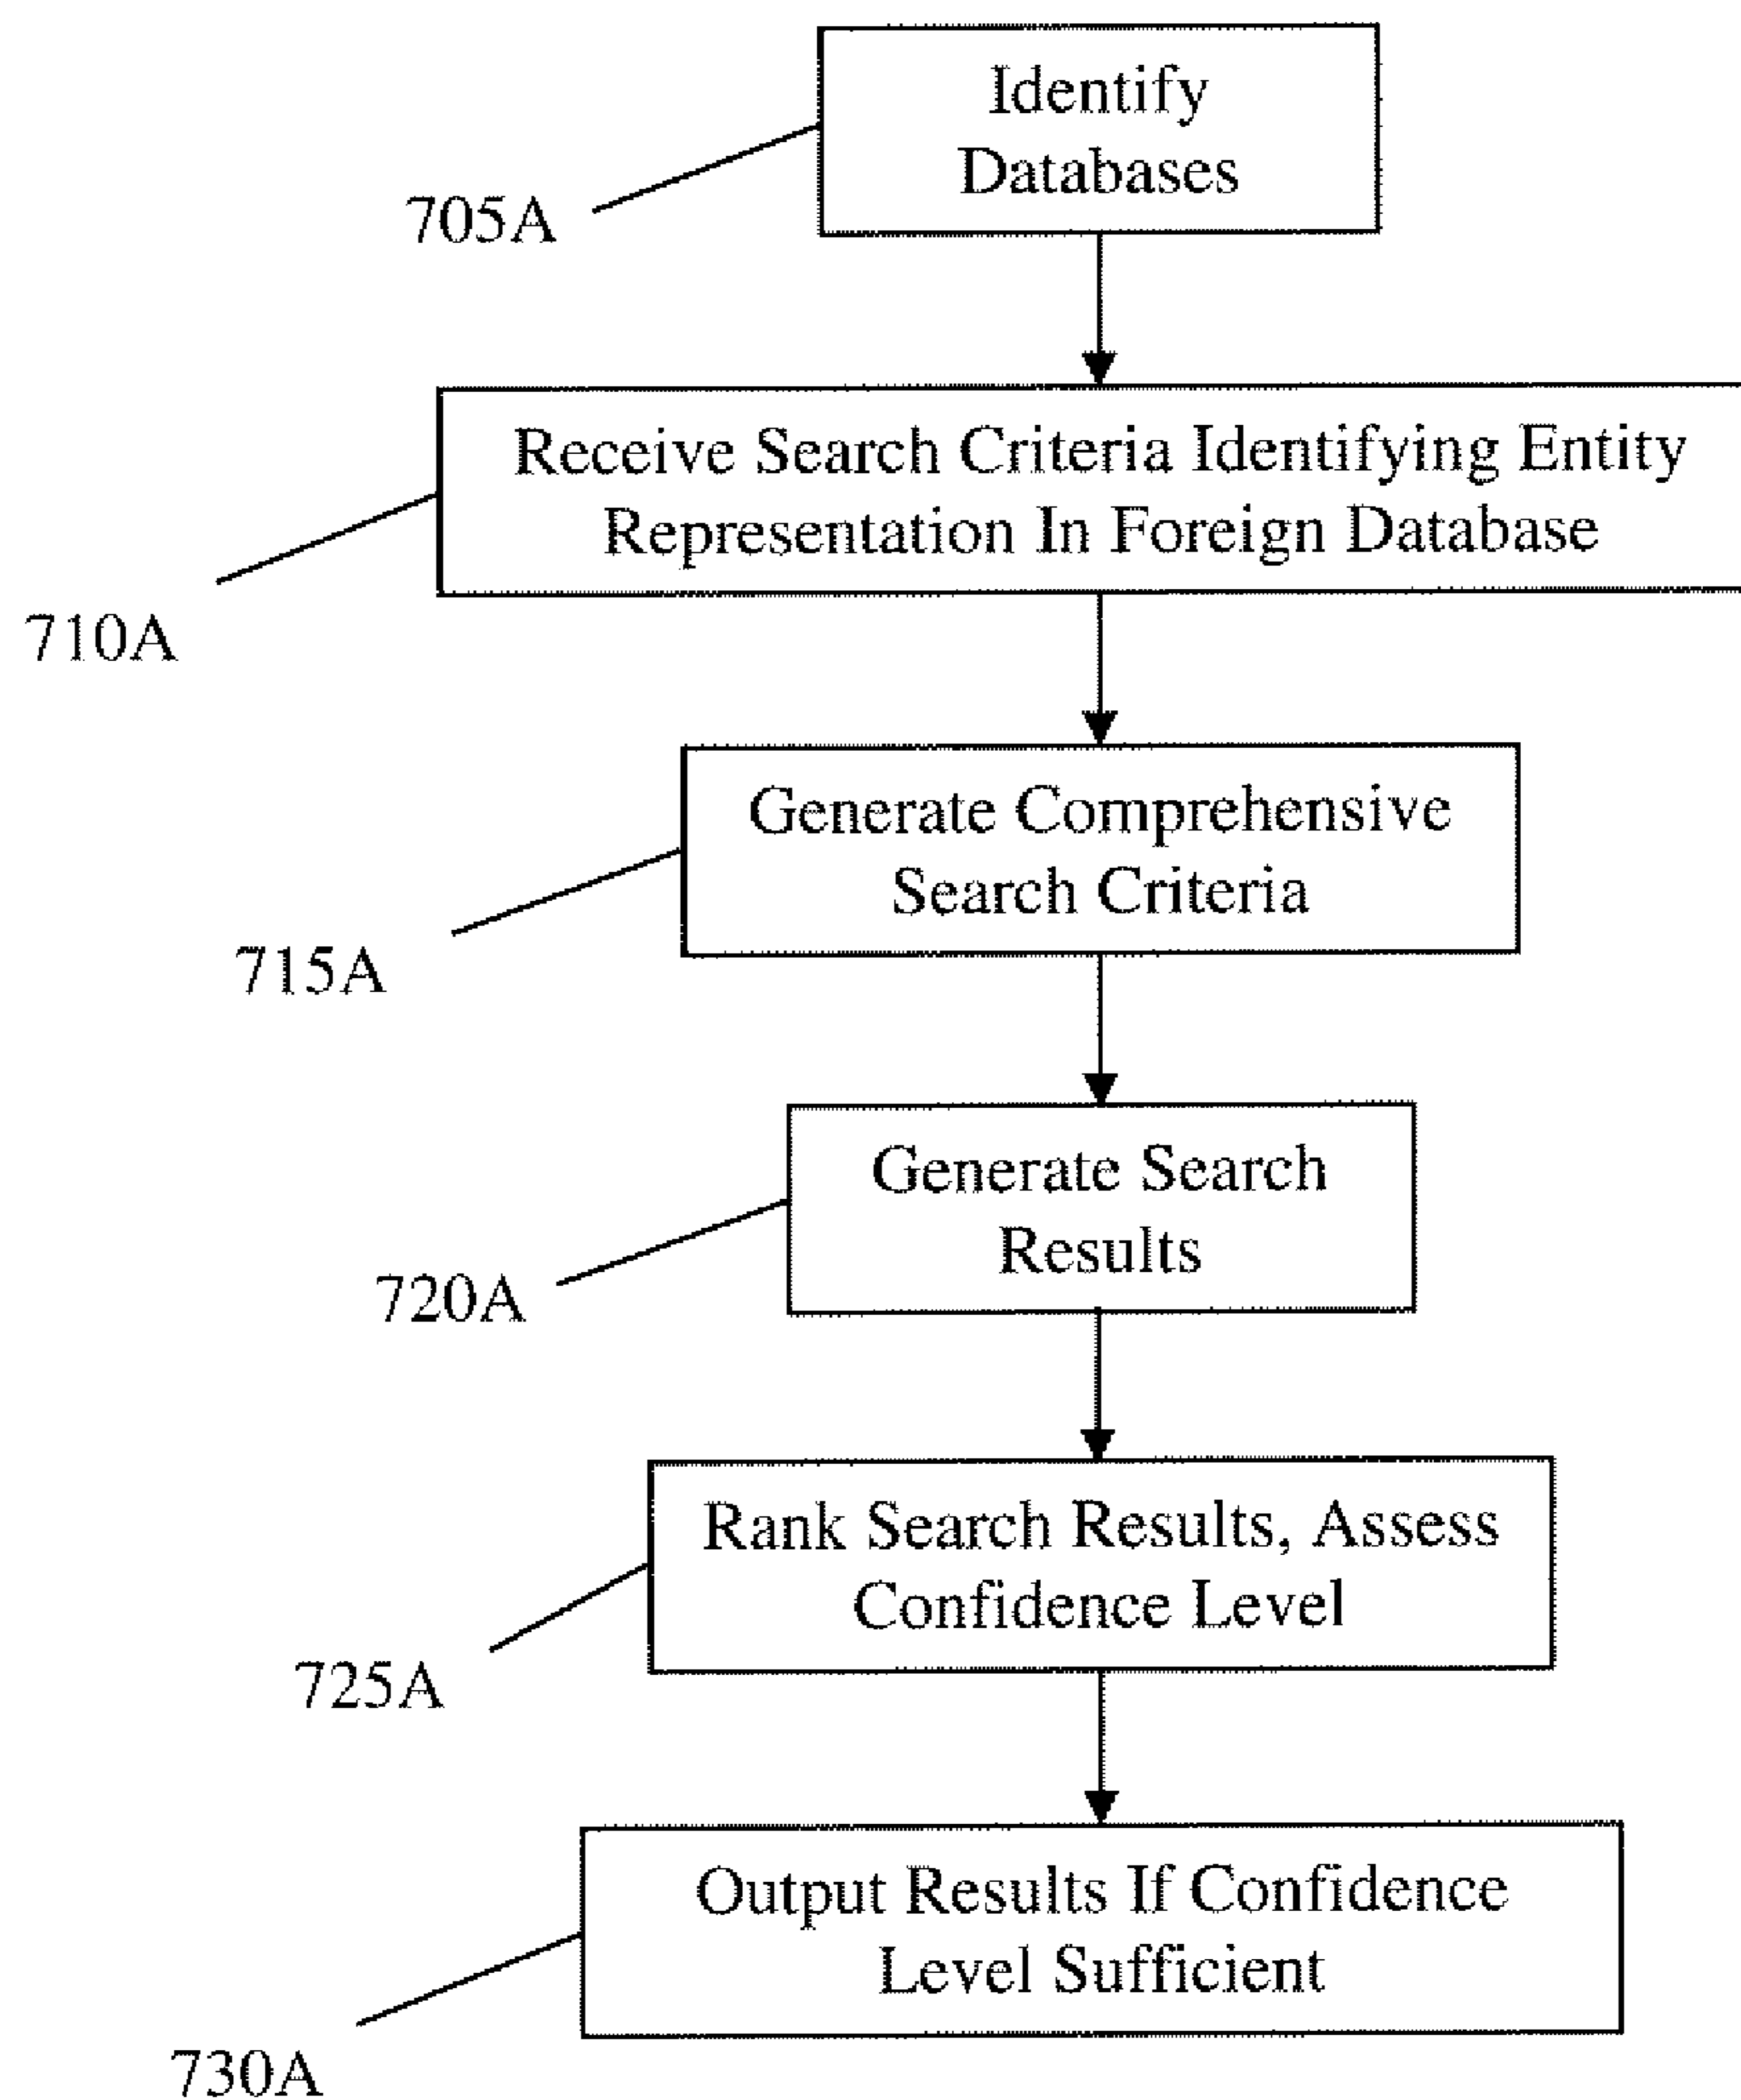 Identify
Databases
705A
Receive Search Criteria Identifying Entity
Representation In Foreign Database
710A
Generate Comprehensive
Search Criteria
715A
Generate Search
Results
720A
Rank Search Results, Assess
Confidence Level
725A
Output Results If Confidence
Level Sufficient
730A